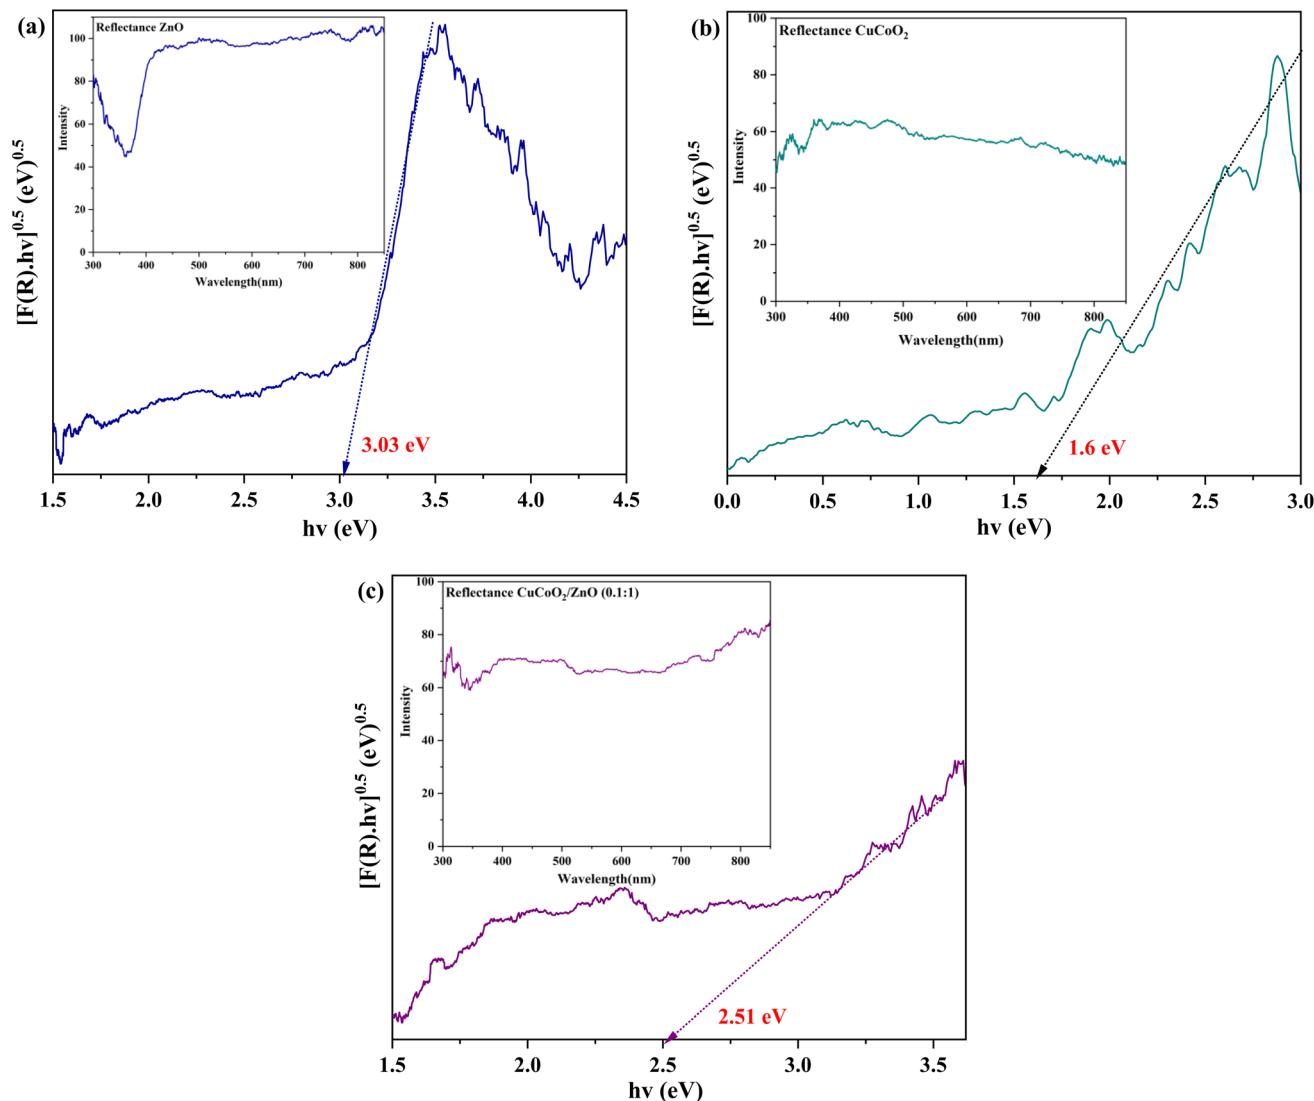 (a)
Reflectance ZnO
100
80
60
40
20
0
Intensity
300 400 500 600 700 800
Wavelength(nm)
[F(R).hv]^0.5 (eV)^0.5
3.03 eV
1.5 2.0 2.5 3.0 3.5 4.0 4.5
hv (eV)
(b)
Reflectance CuCoO₂
100
80
60
40
20
0
Intensity
300 400 500 600 700 800
Wavelength(nm)
[F(R).hv]^0.5 (eV)^0.5
1.6 eV
0.0 0.5 1.0 1.5 2.0 2.5 3.0
hv (eV)
(c)
Reflectance CuCoO₂/ZnO (0.1:1)
100
80
60
40
20
0
Intensity
300 400 500 600 700 800
Wavelength(nm)
[F(R).hv]^0.5 (eV)^0.5
2.51 eV
1.5 2.0 2.5 3.0 3.5
hv (eV)